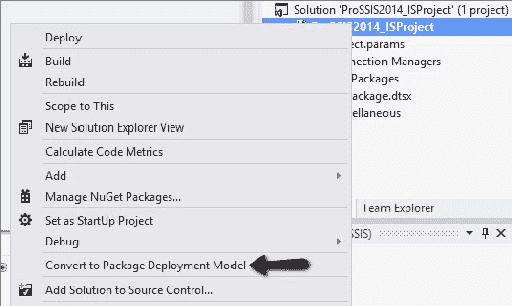 Solution 'ProSSIS2014_ISProject' (1 project)
ProSSIS2014_ISProject
ct.params
nnection Managers
Packages
ackage.dtsx
ellaneous
Deploy
Build
Rebuild
Scope to This
New Solution Explorer View
Calculate Code Metrics
Add
Manage NuGet Packages...
Set as StartUp Project
Debug
Convert to Package Deployment Model
Add Solution to Source Control...
Team Explorer
SSIS)